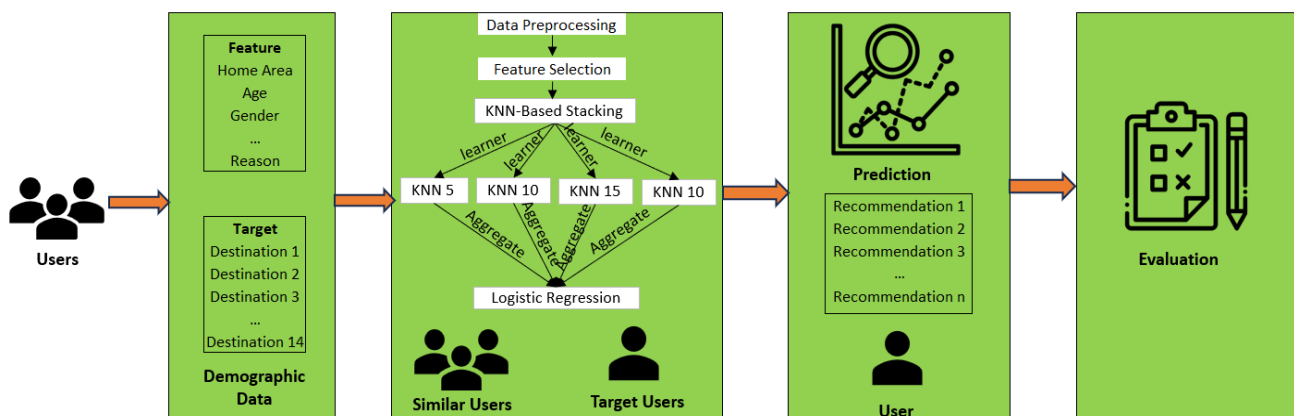 Users
Feature
Home Area
Age
Gender
...
Reason
Target
Destination 1
Destination 2
Destination 3
...
Destination 14
Demographic
Data
Data Preprocessing
Feature Selection
KNN-Based Stacking
learner
learner
learner
learner
KNN 5
KNN 10
KNN 15
KNN 10
Aggregate
Aggregate
Aggregate
Aggregate
Logistic Regression
Similar Users
Target Users
Prediction
Recommendation 1
Recommendation 2
Recommendation 3
...
Recommendation n
User
Evaluation